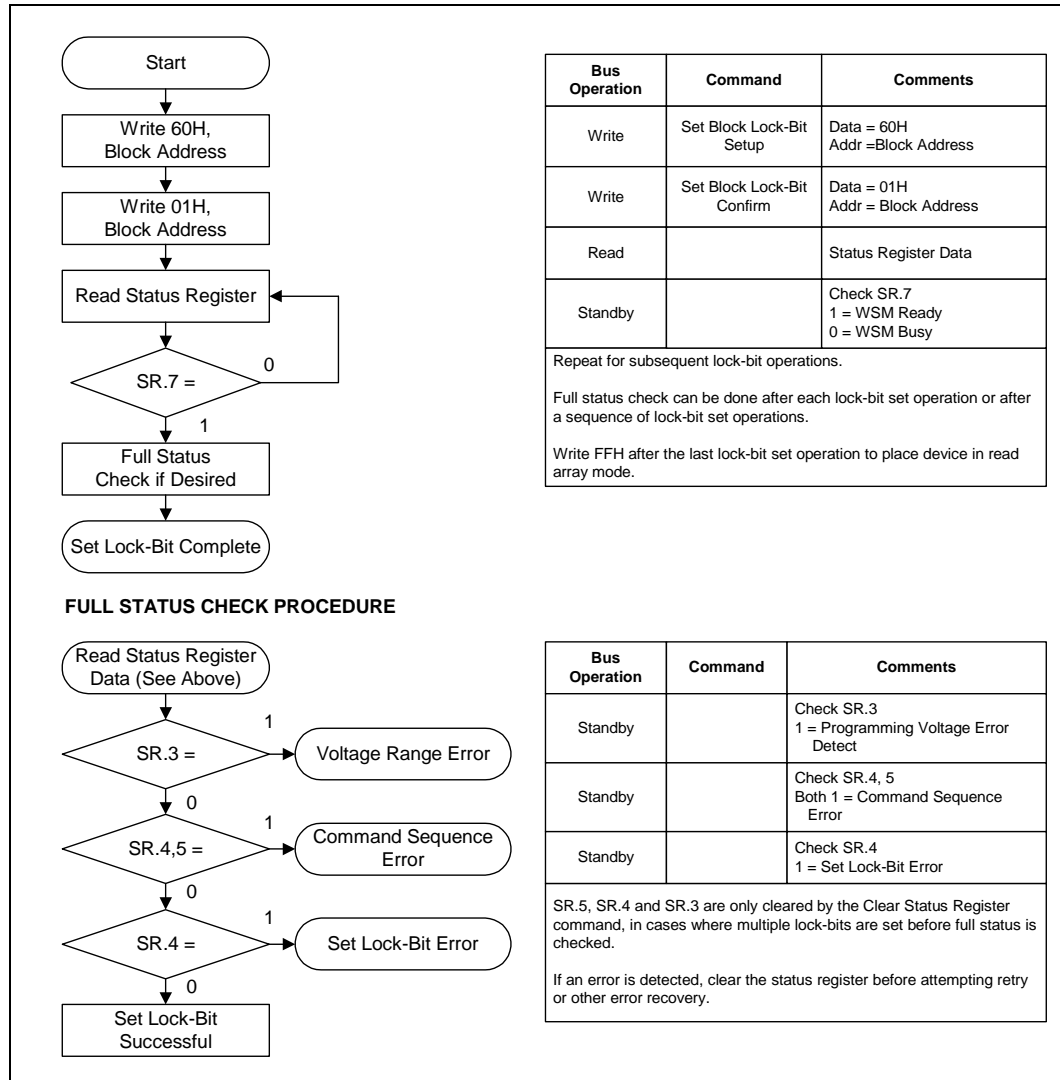 Start
Write 60H,
Block Address
Write 01H,
Block Address
Read Status Register
SR.7 =
0
1
Full Status
Check if Desired
Set Lock-Bit Complete
Bus
Operation
Command
Comments
Write
Set Block Lock-Bit
Setup
Data = 60H
Addr =Block Address
Write
Set Block Lock-Bit
Confirm
Data = 01H
Addr = Block Address
Read
Status Register Data
Standby
Check SR.7
1 = WSM Ready
0 = WSM Busy
Repeat for subsequent lock-bit operations.
Full status check can be done after each lock-bit set operation or after
a sequence of lock-bit set operations.
Write FFH after the last lock-bit set operation to place device in read
array mode.
FULL STATUS CHECK PROCEDURE
Read Status Register
Data (See Above)
SR.3 =
1
Voltage Range Error
0
SR.4,5 =
1
Command Sequence
Error
0
SR.4 =
1
Set Lock-Bit Error
0
Set Lock-Bit
Successful
Bus
Operation
Command
Comments
Standby
Check SR.3
1 = Programming Voltage Error
Detect
Standby
Check SR.4, 5
Both 1 = Command Sequence
Error
Standby
Check SR.4
1 = Set Lock-Bit Error
SR.5, SR.4 and SR.3 are only cleared by the Clear Status Register
command, in cases where multiple lock-bits are set before full status is
checked.
If an error is detected, clear the status register before attempting retry
or other error recovery.